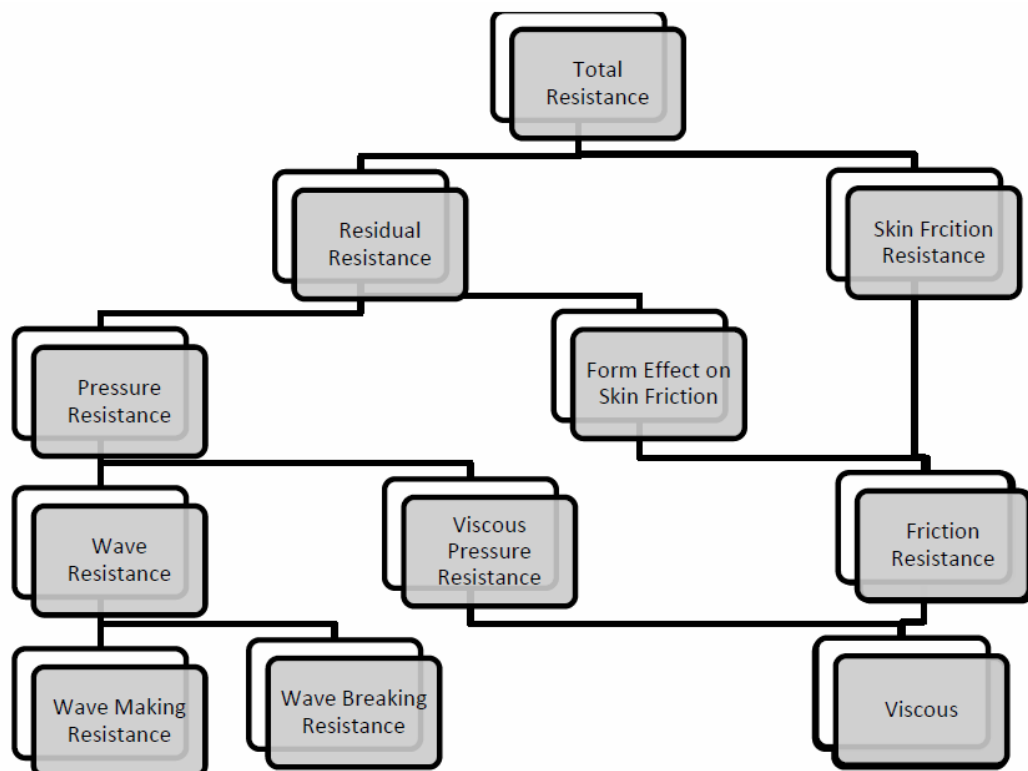 Total
Resistance
Residual
Resistance
Skin Frcition
Resistance
Pressure
Resistance
Form Effect on
Skin Friction
Wave
Resistance
Viscous
Pressure
Resistance
Friction
Resistance
Wave Making
Resistance
Wave Breaking
Resistance
Viscous